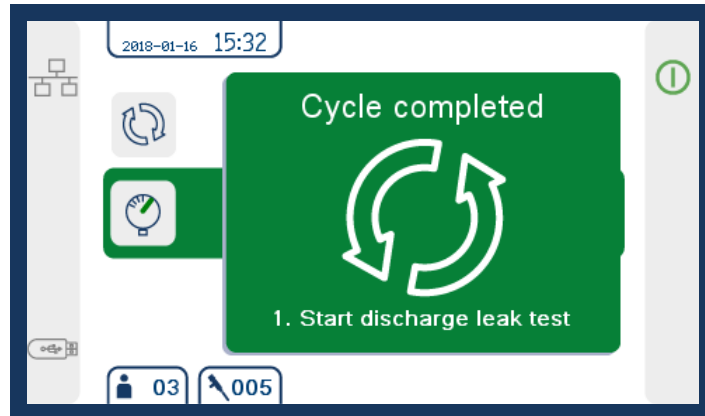 2018-01-16 15:32
Cycle completed
1. Start discharge leak test
03 005